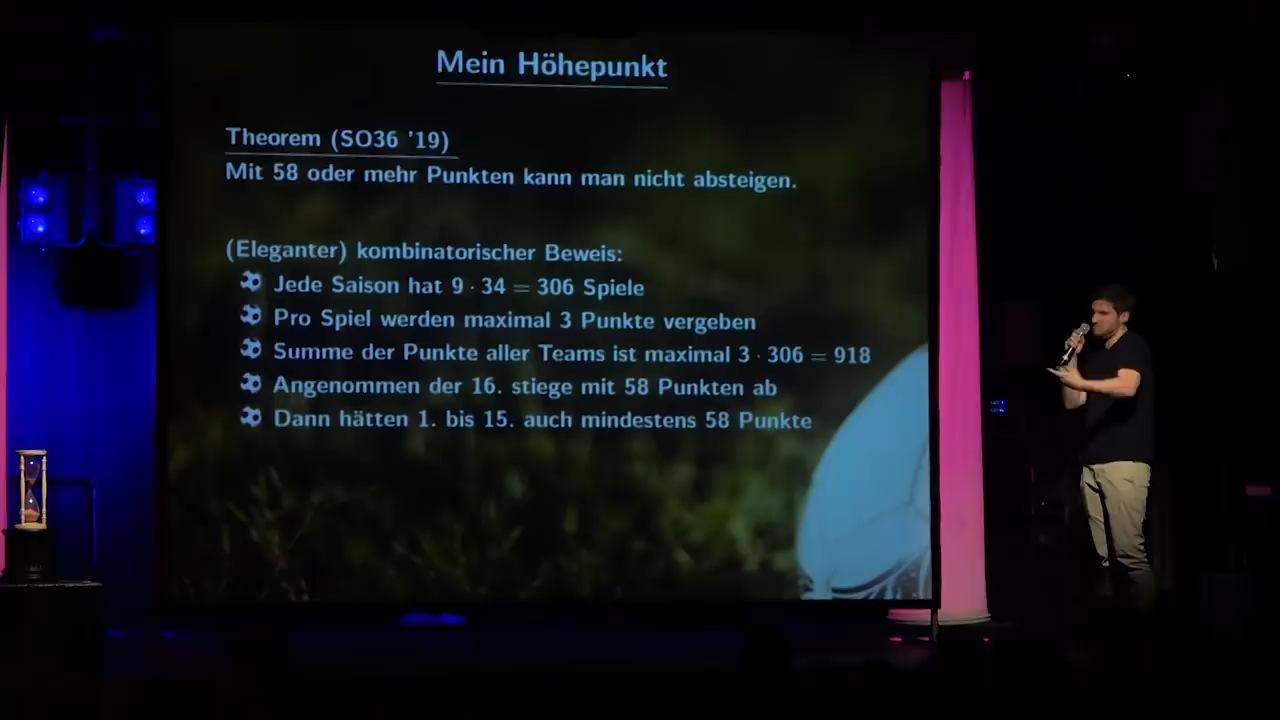 Mein Höhepunkt
Theorem (SO36 '19)
Mit 58 oder mehr Punkten kann man nicht absteigen.
(Eleganter) kombinatorischer Beweis:
Jede Saison hat 9 · 34 = 306 Spiele
Pro Spiel werden maximal 3 Punkte vergeben
Summe der Punkte aller Teams ist maximal 3 · 306 = 918
Angenommen der 16. stiege mit 58 Punkten ab
Dann hätten 1. bis 15. auch mindestens 58 Punkte